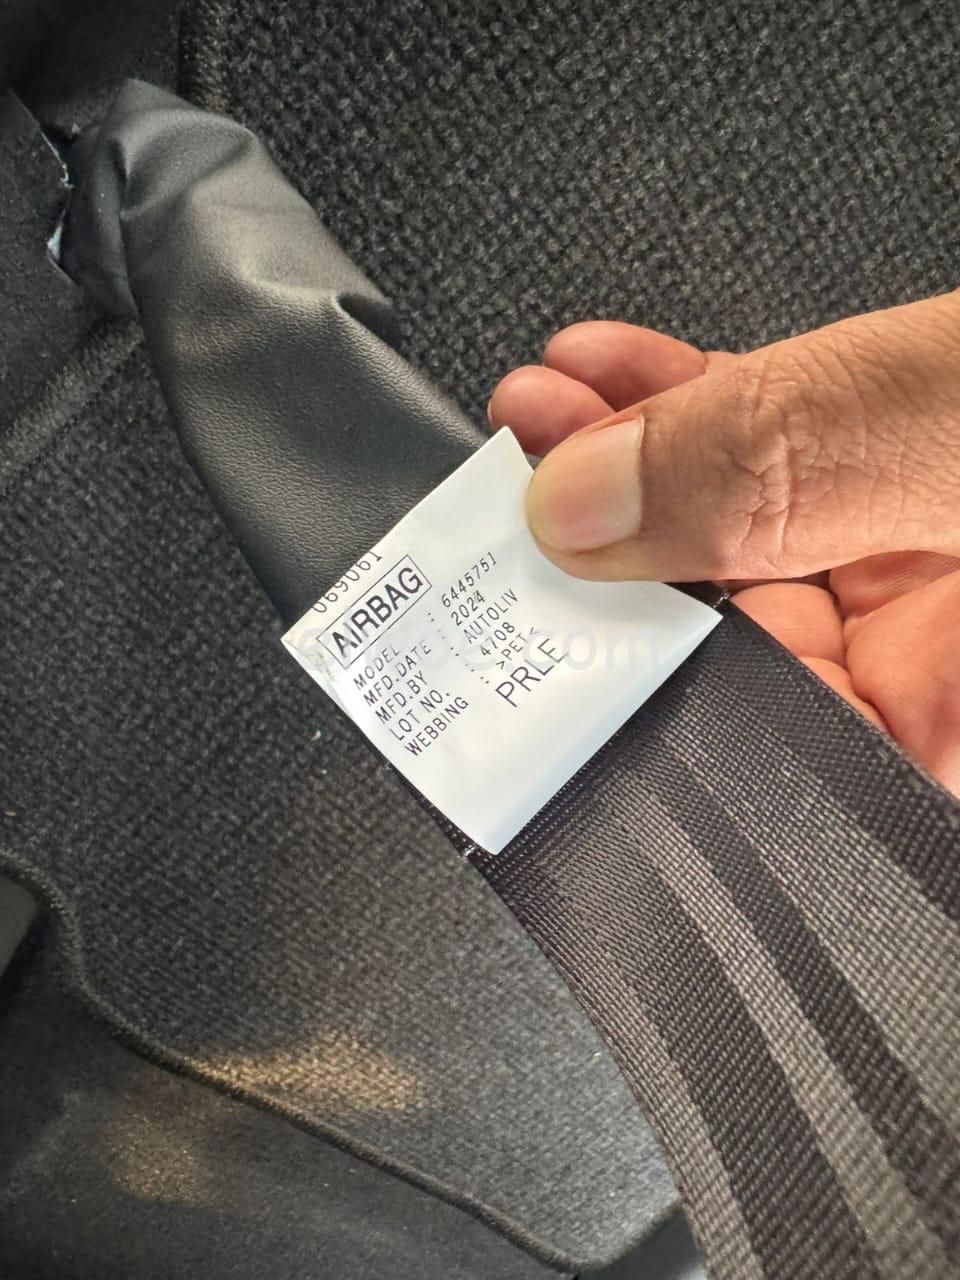 069061
AIRBAG
MODEL : 6445751
MFD.DATE : 2024
MFD.BY : AUTOLIV
LOT NO. : 4708
WEBBING : >PET<
PRLE